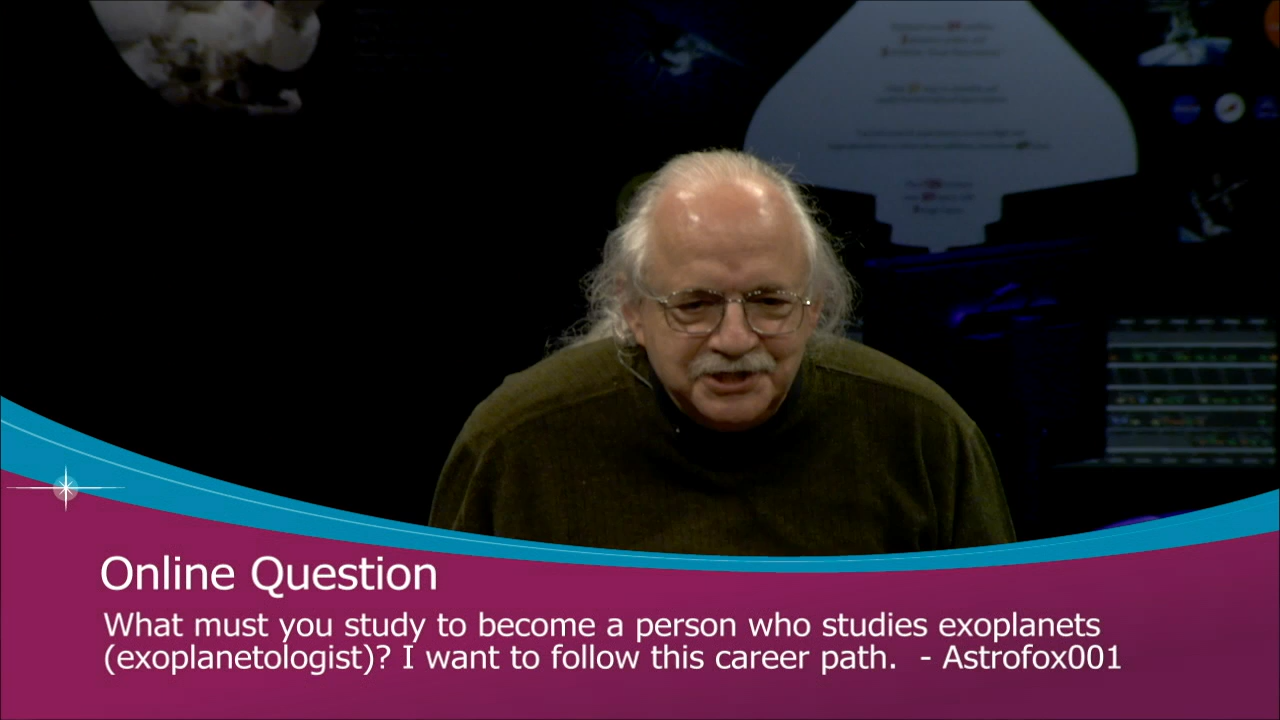 Online Question
What must you study to become a person who studies exoplanets
(exoplanetologist)? I want to follow this career path.  - Astrofox001